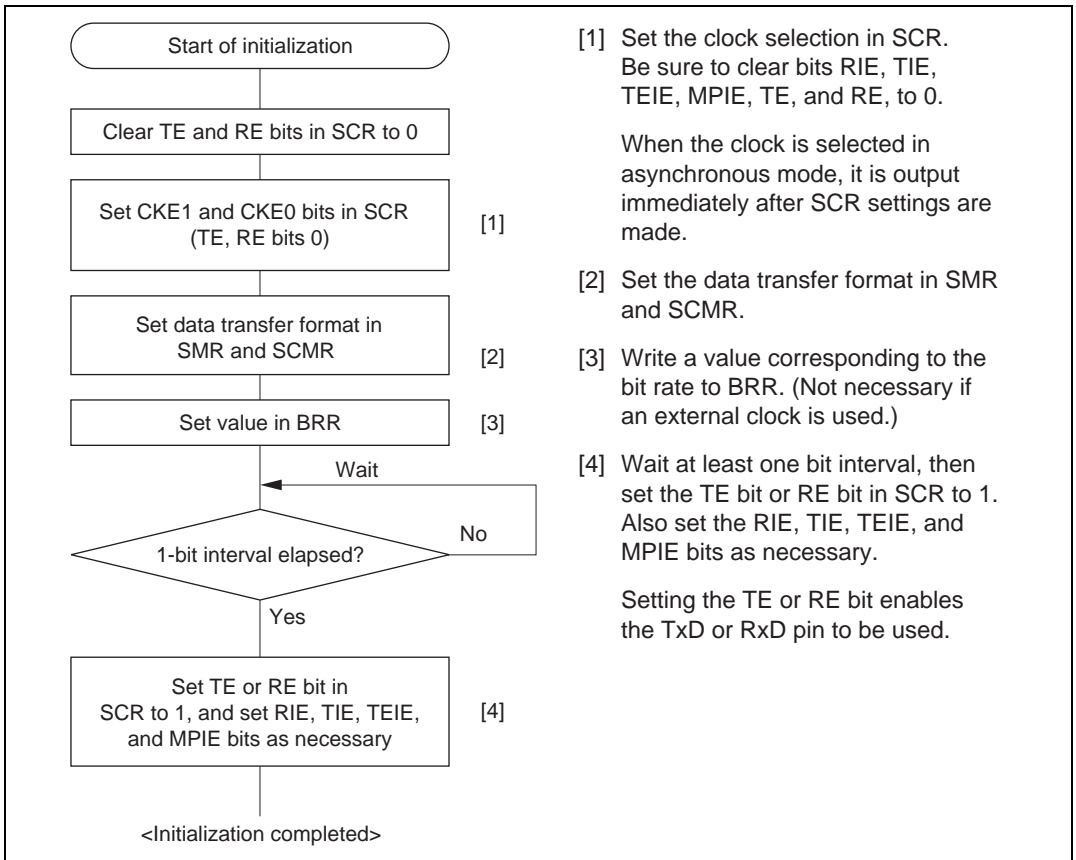 Start of initialization
Clear TE and RE bits in SCR to 0
Set CKE1 and CKE0 bits in SCR
(TE, RE bits 0)
[1]
Set data transfer format in
SMR and SCMR
[2]
Set value in BRR
[3]
Wait
1-bit interval elapsed?
No
Yes
Set TE or RE bit in
SCR to 1, and set RIE, TIE, TEIE,
and MPIE bits as necessary
[4]
<Initialization completed>
[1] Set the clock selection in SCR.
Be sure to clear bits RIE, TIE,
TEIE, MPIE, TE, and RE, to 0.
When the clock is selected in
asynchronous mode, it is output
immediately after SCR settings are
made.
[2] Set the data transfer format in SMR
and SCMR.
[3] Write a value corresponding to the
bit rate to BRR. (Not necessary if
an external clock is used.)
[4] Wait at least one bit interval, then
set the TE bit or RE bit in SCR to 1.
Also set the RIE, TIE, TEIE, and
MPIE bits as necessary.
Setting the TE or RE bit enables
the TxD or RxD pin to be used.